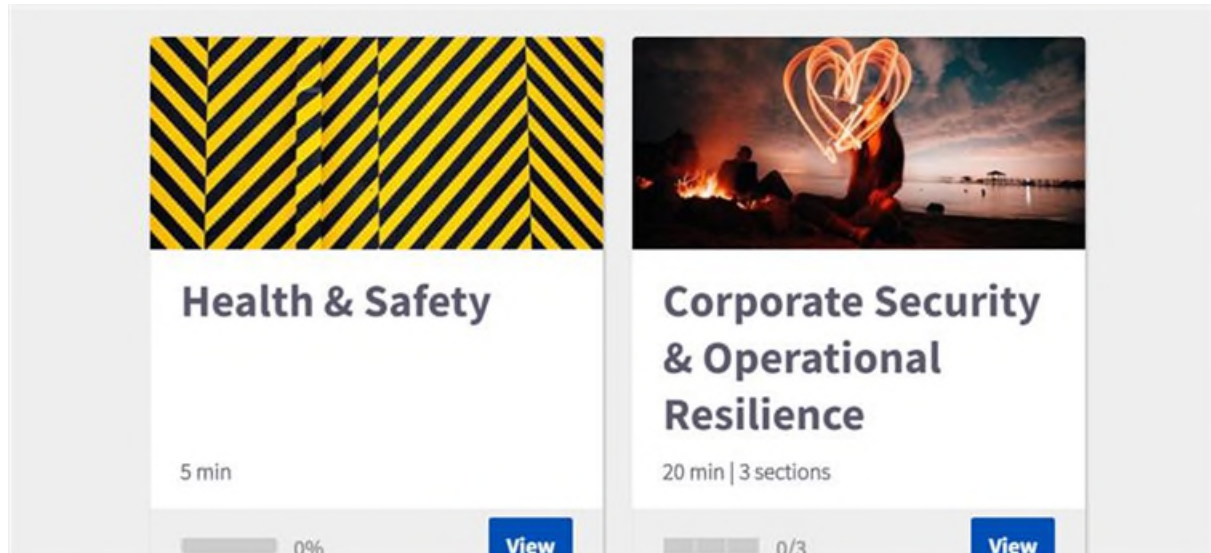 Health & Safety
5 min
0%
View
Corporate Security
& Operational
Resilience
20 min | 3 sections
0/3
View